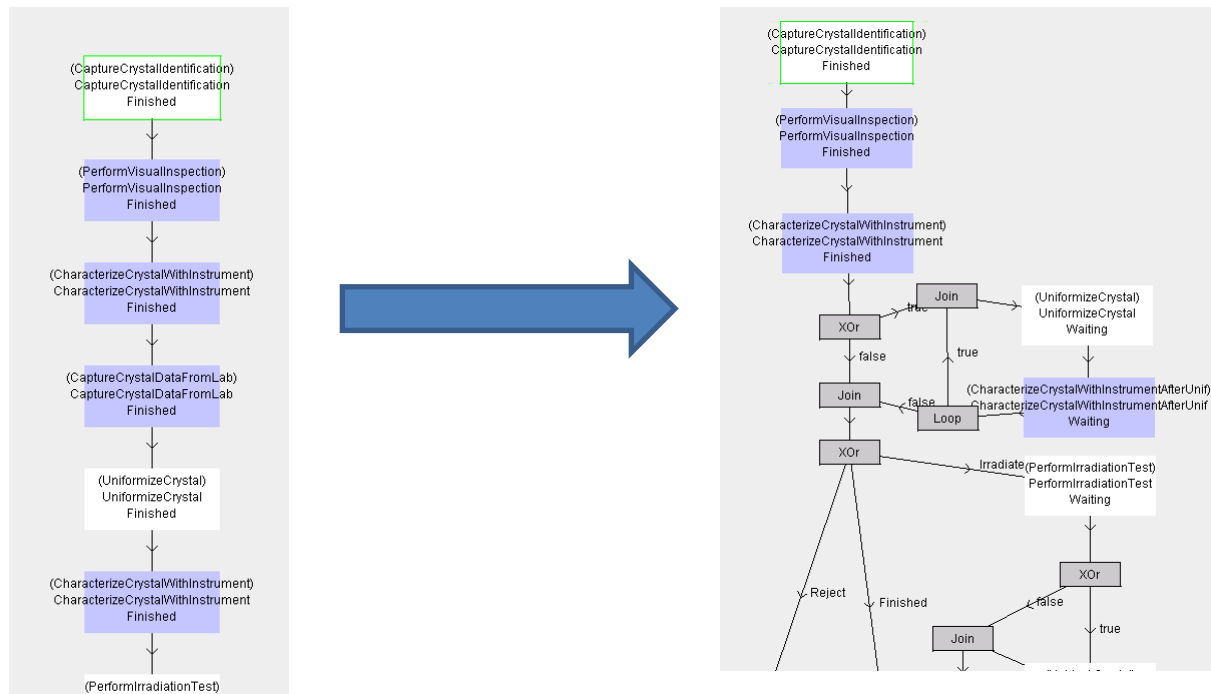 (CaptureCrystalIdentification)
CaptureCrystalIdentification
Finished
(PerformVisualInspection)
PerformVisualInspection
Finished
(CharacterizeCrystalWithInstrument)
CharacterizeCrystalWithInstrument
Finished
(CaptureCrystalDataFromLab)
CaptureCrystalDataFromLab
Finished
(UniformizeCrystal)
UniformizeCrystal
Finished
(CharacterizeCrystalWithInstrument)
CharacterizeCrystalWithInstrument
Finished
(PerformIrradiationTest)
(CaptureCrystalIdentification)
CaptureCrystalIdentification
Finished
(PerformVisualInspection)
PerformVisualInspection
Finished
(CharacterizeCrystalWithInstrument)
CharacterizeCrystalWithInstrument
Finished
Join
true
XOr
(UniformizeCrystal)
UniformizeCrystal
Waiting
false
true
Join
false
Loop
(CharacterizeCrystalWithInstrumentAfterUnif)
CharacterizeCrystalWithInstrumentAfterUnif
Waiting
XOr
Irradiate
(PerformIrradiationTest)
PerformIrradiationTest
Waiting
XOr
Reject
Finished
false
true
Join